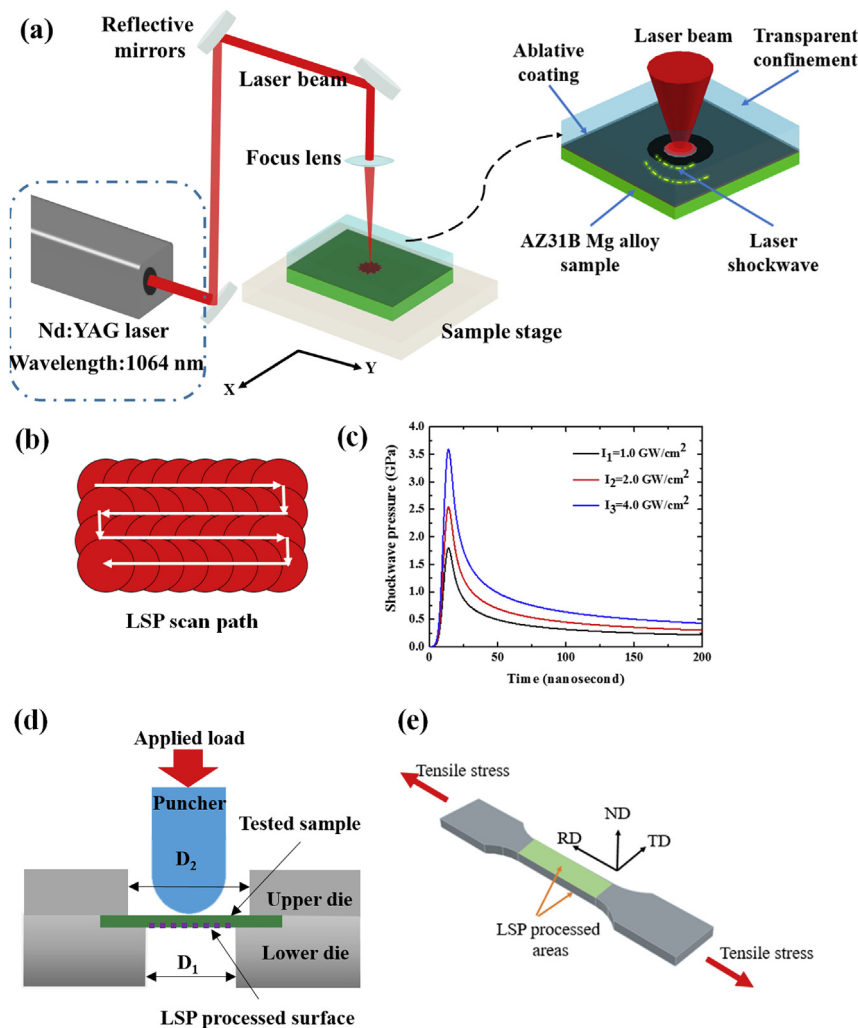 (a)
Reflective
mirrors
Laser beam
Focus lens
Nd:YAG laser
Wavelength:1064 nm
X
Y
Sample stage
Laser beam
Ablative
coating
Transparent
confinement
AZ31B Mg alloy
sample
Laser
shockwave
(b)
LSP scan path
(c)
Shockwave pressure (GPa)
4.0
3.5
3.0
2.5
2.0
1.5
1.0
0.5
0.0
I₁=1.0 GW/cm²
I₂=2.0 GW/cm²
I₃=4.0 GW/cm²
0 50 100 150 200
Time (nanosecond)
(d)
Applied load
Puncher
Tested sample
D₂
Upper die
Lower die
D₁
LSP processed surface
(e)
Tensile stress
ND
RD
TD
LSP processed
areas
Tensile stress